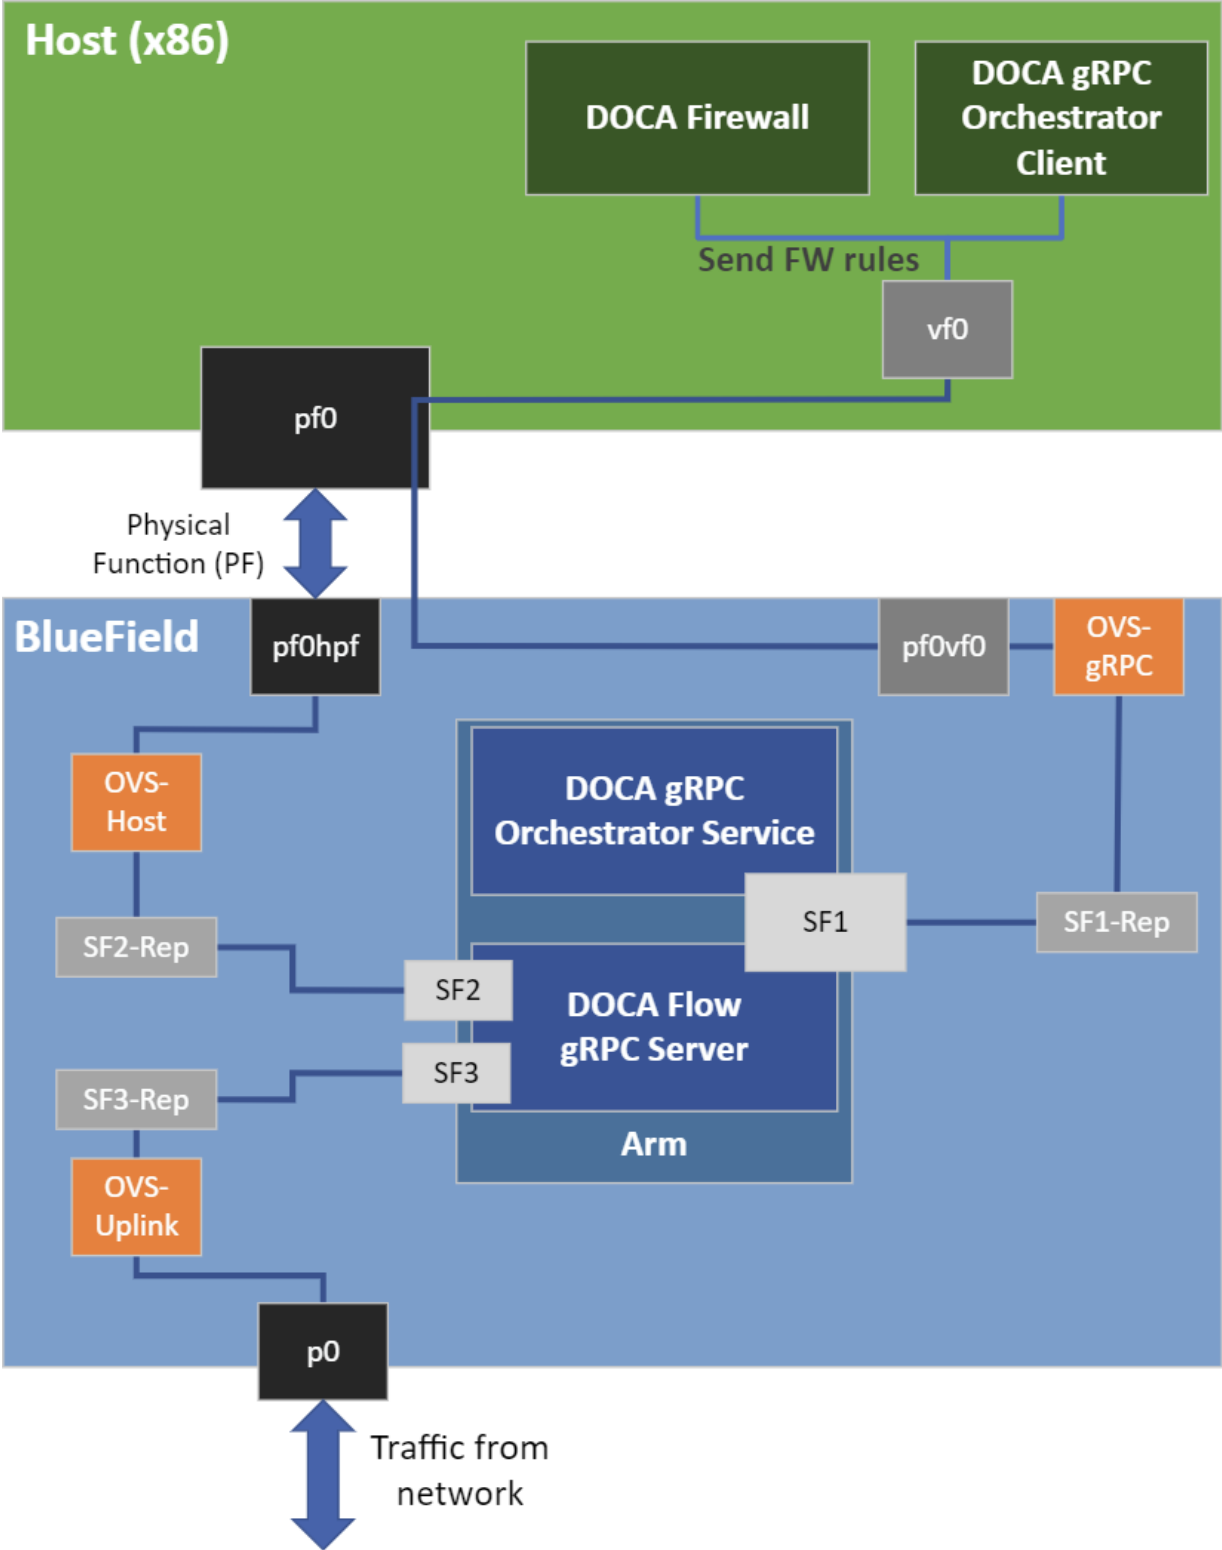 Host (x86)
DOCA Firewall
DOCA gRPC
Orchestrator
Client
Send FW rules
vf0
pf0
Physical
Function (PF)
BlueField
pf0hpf
pf0vf0
OVS-
gRPC
OVS-
Host
DOCA gRPC
Orchestrator Service
SF1
SF1-Rep
SF2-Rep
SF2
DOCA Flow
gRPC Server
SF3
SF3-Rep
Arm
OVS-
Uplink
p0
Traffic from
network